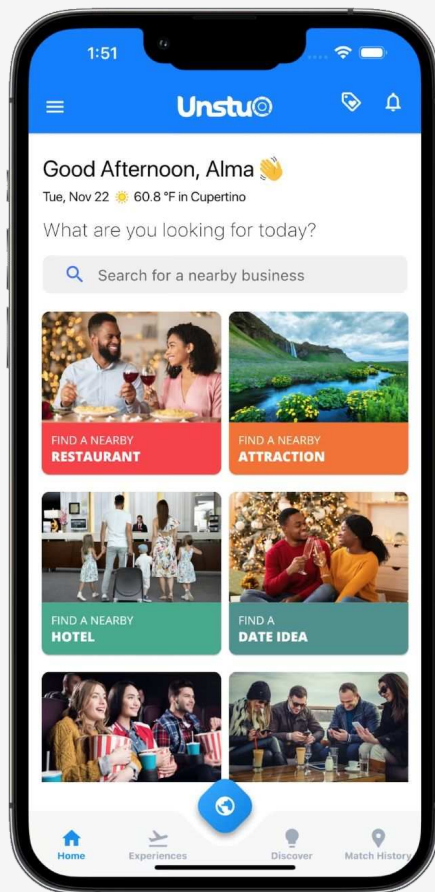 1:51
Unstuo
Good Afternoon, Alma 👋
Tue, Nov 22 ☀️ 60.8 °F in Cupertino
What are you looking for today?
Search for a nearby business
FIND A NEARBY
RESTAURANT
FIND A NEARBY
ATTRACTION
FIND A NEARBY
HOTEL
FIND A
DATE IDEA
Home
Experiences
Discover
Match History